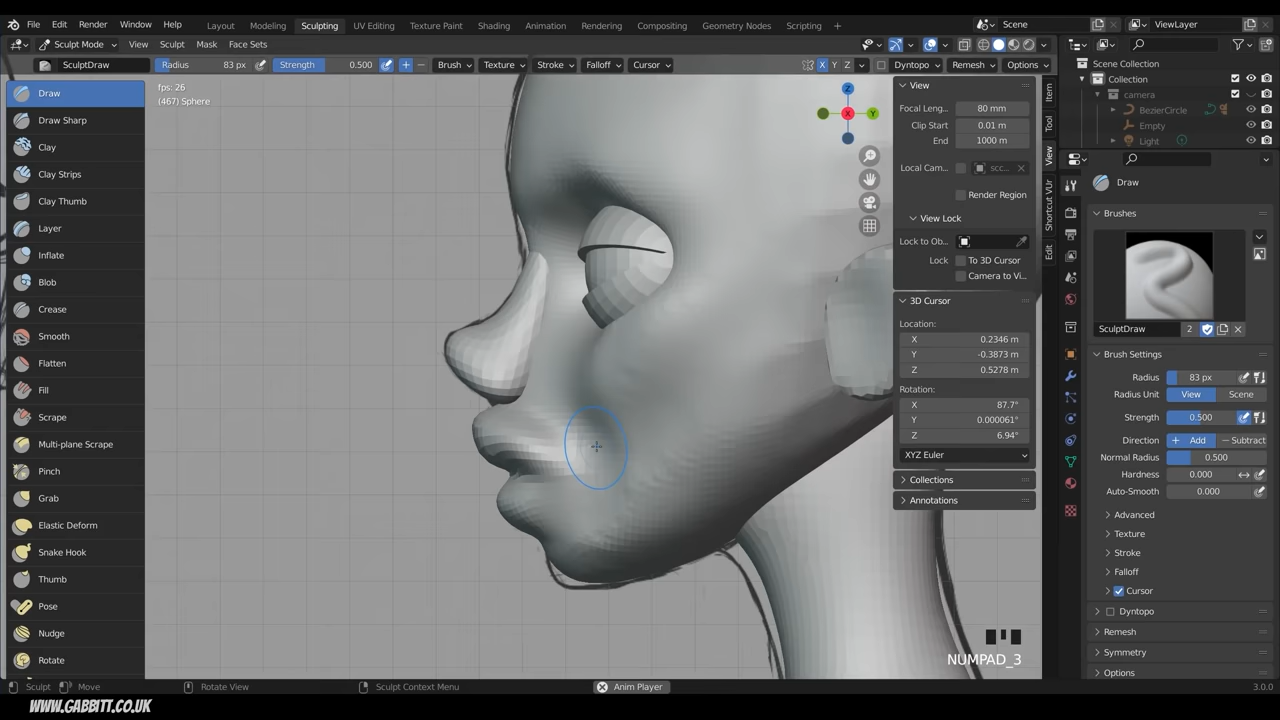 File Edit Render Window Help Layout Modeling Sculpting UV Editing Texture Paint Shading Animation Rendering Compositing Geometry Nodes Scripting + Scene ViewLayer
Sculpt Mode View Sculpt Mask Face Sets
SculptDraw Radius 83 px Strength 0.500 + − Brush Texture Stroke Falloff Cursor X Y Z Dyntopo Remesh Options
fps: 26
(467) Sphere
Draw
Draw Sharp
Clay
Clay Strips
Clay Thumb
Layer
Inflate
Blob
Crease
Smooth
Flatten
Fill
Scrape
Multi-plane Scrape
Pinch
Grab
Elastic Deform
Snake Hook
Thumb
Pose
Nudge
Rotate
Z
X
Y
View
Focal Leng... 80 mm
Clip Start 0.01 m
End 1000 m
Local Cam... scc...
Render Region
View Lock
Lock to Ob...
Lock To 3D Cursor
Camera to Vi...
3D Cursor
Location:
X 0.2346 m
Y -0.3873 m
Z 0.5278 m
Rotation:
X 87.7°
Y 0.000061°
Z 6.94°
XYZ Euler
Collections
Annotations
Item
Tool
View
Shortcut VUr
Edit
Scene Collection
Collection
camera
BezierCircle
Empty
Light
Draw
Brushes
SculptDraw 2
Brush Settings
Radius 83 px
Radius Unit View Scene
Strength 0.500
Direction + Add − Subtract
Normal Radius 0.500
Hardness 0.000
Auto-Smooth 0.000
Advanced
Texture
Stroke
Falloff
Cursor
Dyntopo
Remesh
Symmetry
Options
NUMPAD_3
Sculpt Move Rotate View Sculpt Context Menu Anim Player 3.0.0
WWW.GABBITT.CO.UK